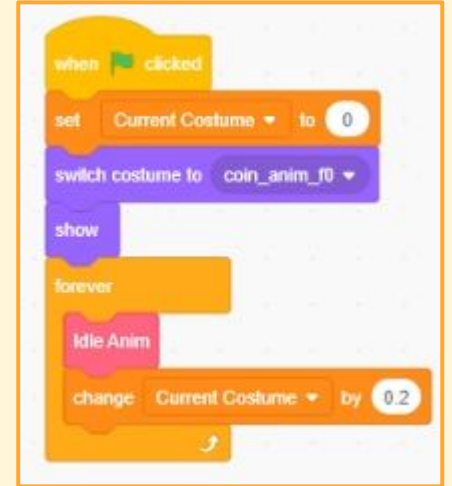 when clicked
set Current Costume to 0
switch costume to coin_anim_f0
show
forever
Idle Anim
change Current Costume by 0.2